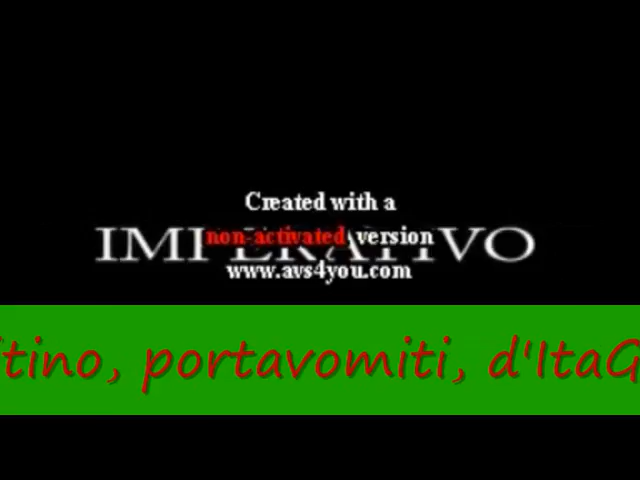 Created with a
IMPERATIVO
non-activated version
www.avs4you.com
tino, portavomiti, d'ItaG